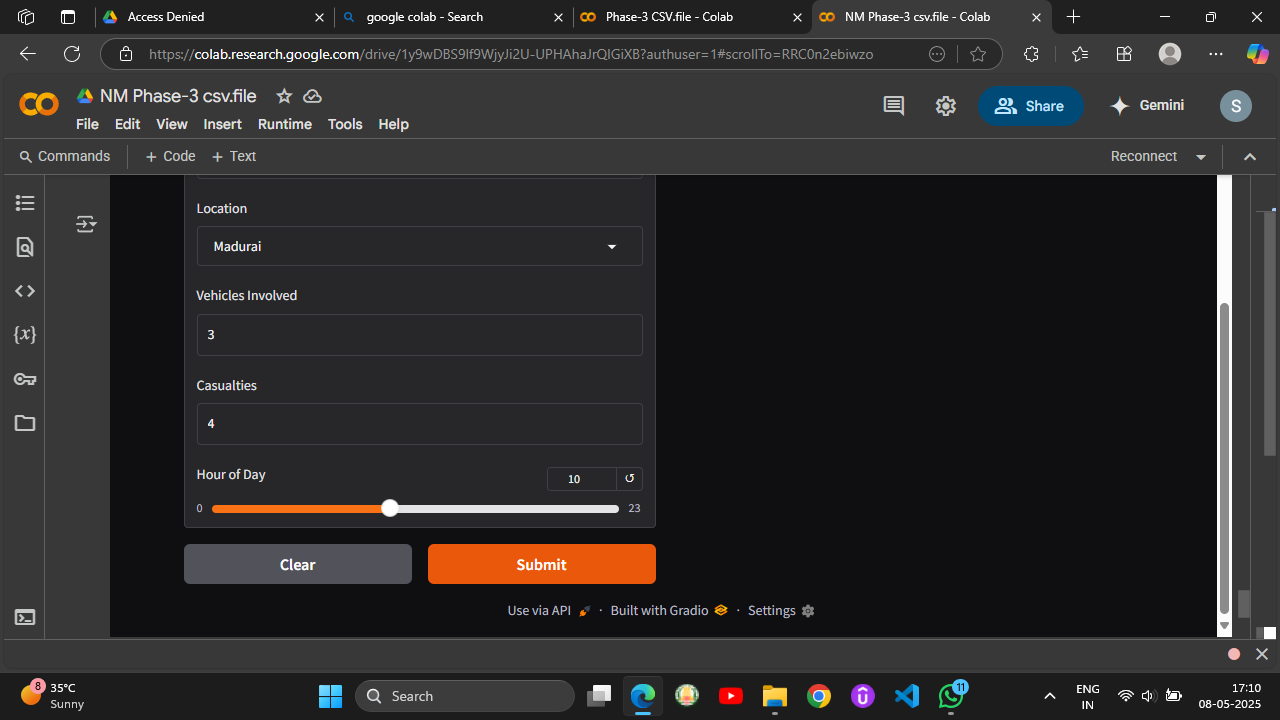 Access Denied
google colab - Search
Phase-3 CSV.file - Colab
NM Phase-3 csv.file - Colab
https://colab.research.google.com/drive/1y9wDBS9lf9WjyJi2U-UPHAhaJrQIGiXB?authuser=1#scrollTo=RRC0n2ebiwzo
NM Phase-3 csv.file
File Edit View Insert Runtime Tools Help
Share
Gemini
S
Commands + Code + Text
Reconnect
Location
Madurai
Vehicles Involved
3
Casualties
4
Hour of Day
10
0
23
Clear
Submit
Use via API · Built with Gradio · Settings
{x}
8
35°C
Sunny
Search
11
ENG
IN
17:10
08-05-2025